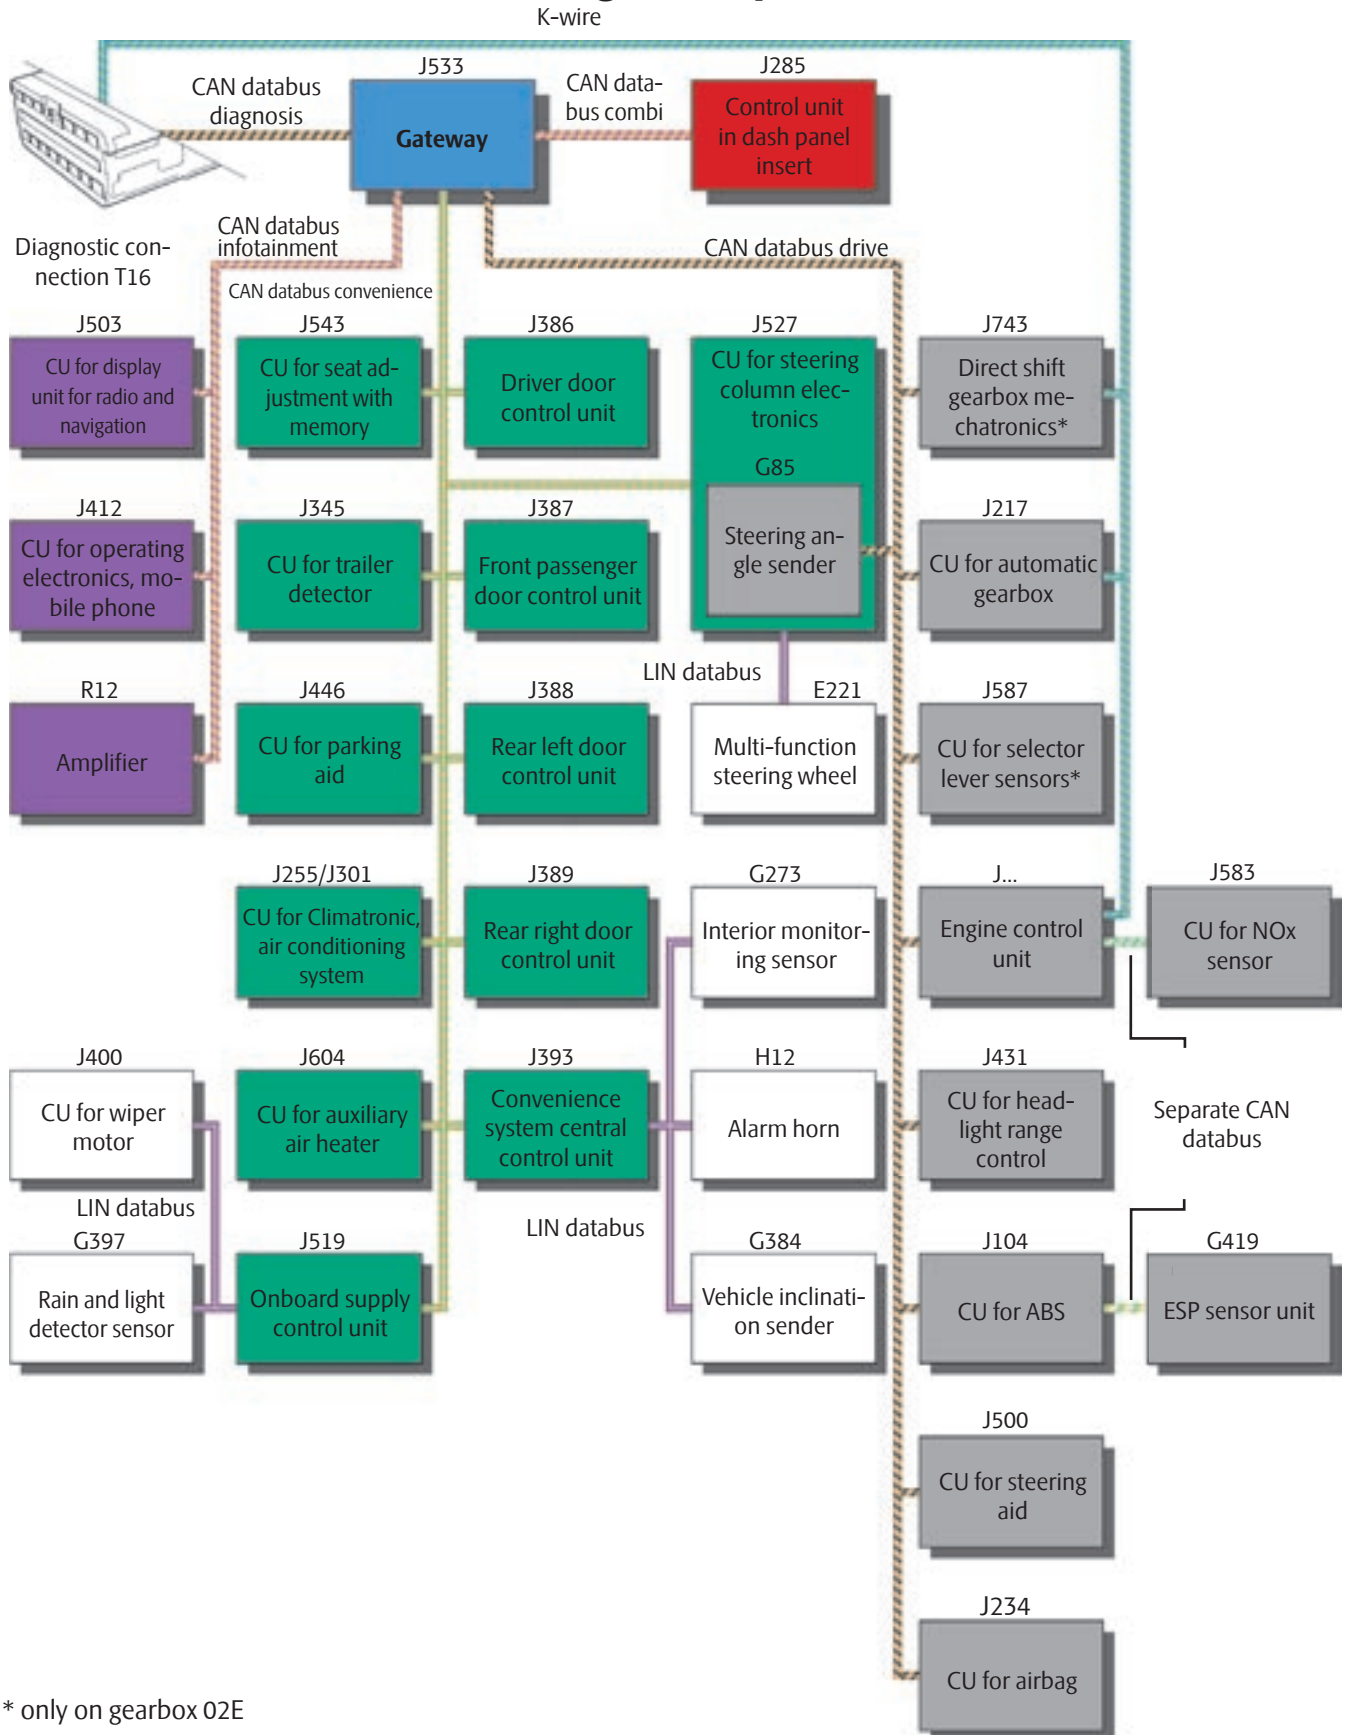 K-wire
J533
J285
CAN databus
diagnosis
CAN data-
bus combi
Gateway
Control unit
in dash panel
insert
Diagnostic con-
nection T16
CAN databus
infotainment
CAN databus drive
CAN databus convenience
J503
CU for display
unit for radio and
navigation
J543
CU for seat ad-
justment with
memory
J386
Driver door
control unit
J527
CU for steering
column elec-
tronics
G85
Steering an-
gle sender
J743
Direct shift
gearbox me-
chatronics*
J412
CU for operating
electronics, mo-
bile phone
J345
CU for trailer
detector
J387
Front passenger
door control unit
J217
CU for automatic
gearbox
LIN databus
R12
Amplifier
J446
CU for parking
aid
J388
Rear left door
control unit
E221
Multi-function
steering wheel
J587
CU for selector
lever sensors*
J255/J301
CU for Climatronic,
air conditioning
system
J389
Rear right door
control unit
G273
Interior monitor-
ing sensor
J...
Engine control
unit
J583
CU for NOx
sensor
J400
CU for wiper
motor
J604
CU for auxiliary
air heater
J393
Convenience
system central
control unit
H12
Alarm horn
J431
CU for head-
light range
control
Separate CAN
databus
LIN databus
LIN databus
G397
Rain and light
detector sensor
J519
Onboard supply
control unit
G384
Vehicle inclinati-
on sender
J104
CU for ABS
G419
ESP sensor unit
J500
CU for steering
aid
J234
CU for airbag
* only on gearbox 02E